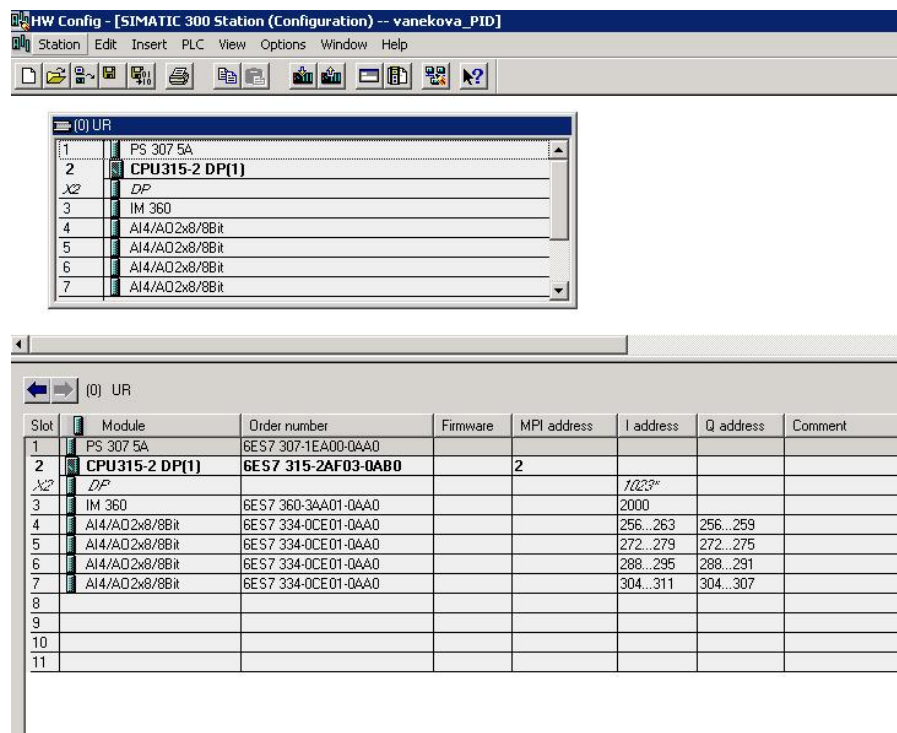 HW Config - [SIMATIC 300 Station (Configuration) -- vanekova_PID]
Station Edit Insert PLC View Options Window Help
(0) UR
1 PS 307 5A
2 CPU315-2 DP(1)
X2 DP
3 IM 360
4 AI4/AO2x8/8Bit
5 AI4/AO2x8/8Bit
6 AI4/AO2x8/8Bit
7 AI4/AO2x8/8Bit
(0) UR
Slot Module Order number Firmware MPI address I address Q address Comment
1 PS 307 5A 6ES7 307-1EA00-0AA0
2 CPU315-2 DP(1) 6ES7 315-2AF03-0AB0 2
X2 DP 1023*
3 IM 360 6ES7 360-3AA01-0AA0 2000
4 AI4/AO2x8/8Bit 6ES7 334-0CE01-0AA0 256...263 256...259
5 AI4/AO2x8/8Bit 6ES7 334-0CE01-0AA0 272...279 272...275
6 AI4/AO2x8/8Bit 6ES7 334-0CE01-0AA0 288...295 288...291
7 AI4/AO2x8/8Bit 6ES7 334-0CE01-0AA0 304...311 304...307
8
9
10
11